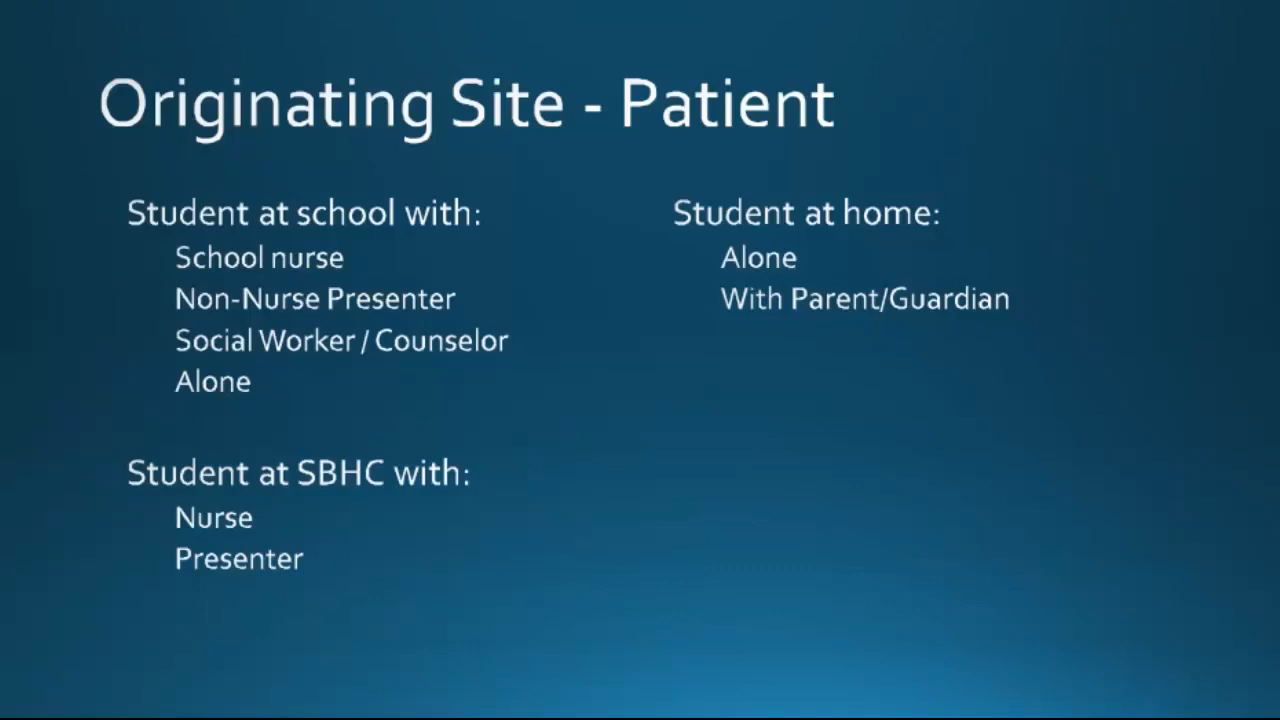 Originating Site - Patient
Student at school with:
School nurse
Non-Nurse Presenter
Social Worker / Counselor
Alone
Student at SBHC with:
Nurse
Presenter
Student at home:
Alone
With Parent/Guardian